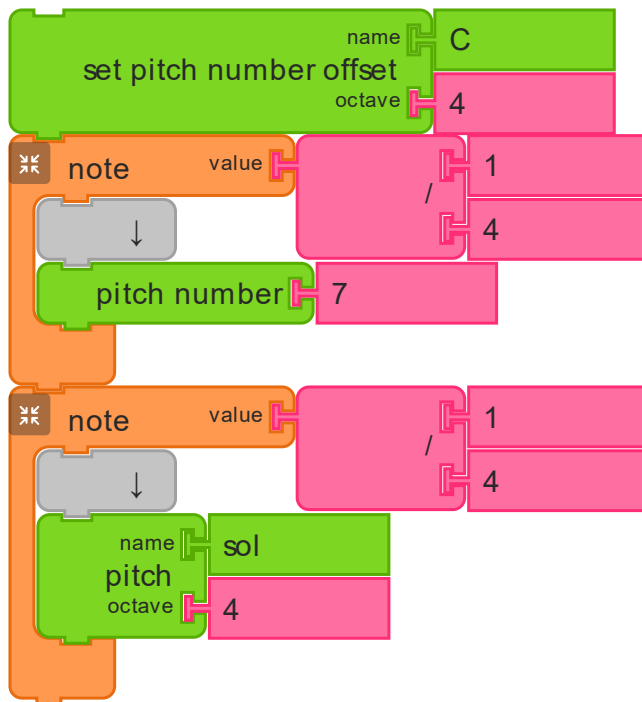 name C
set pitch number offset
octave 4
note value 1
/
4
↓
pitch number 7
note value 1
/
4
↓
name sol
pitch
octave 4